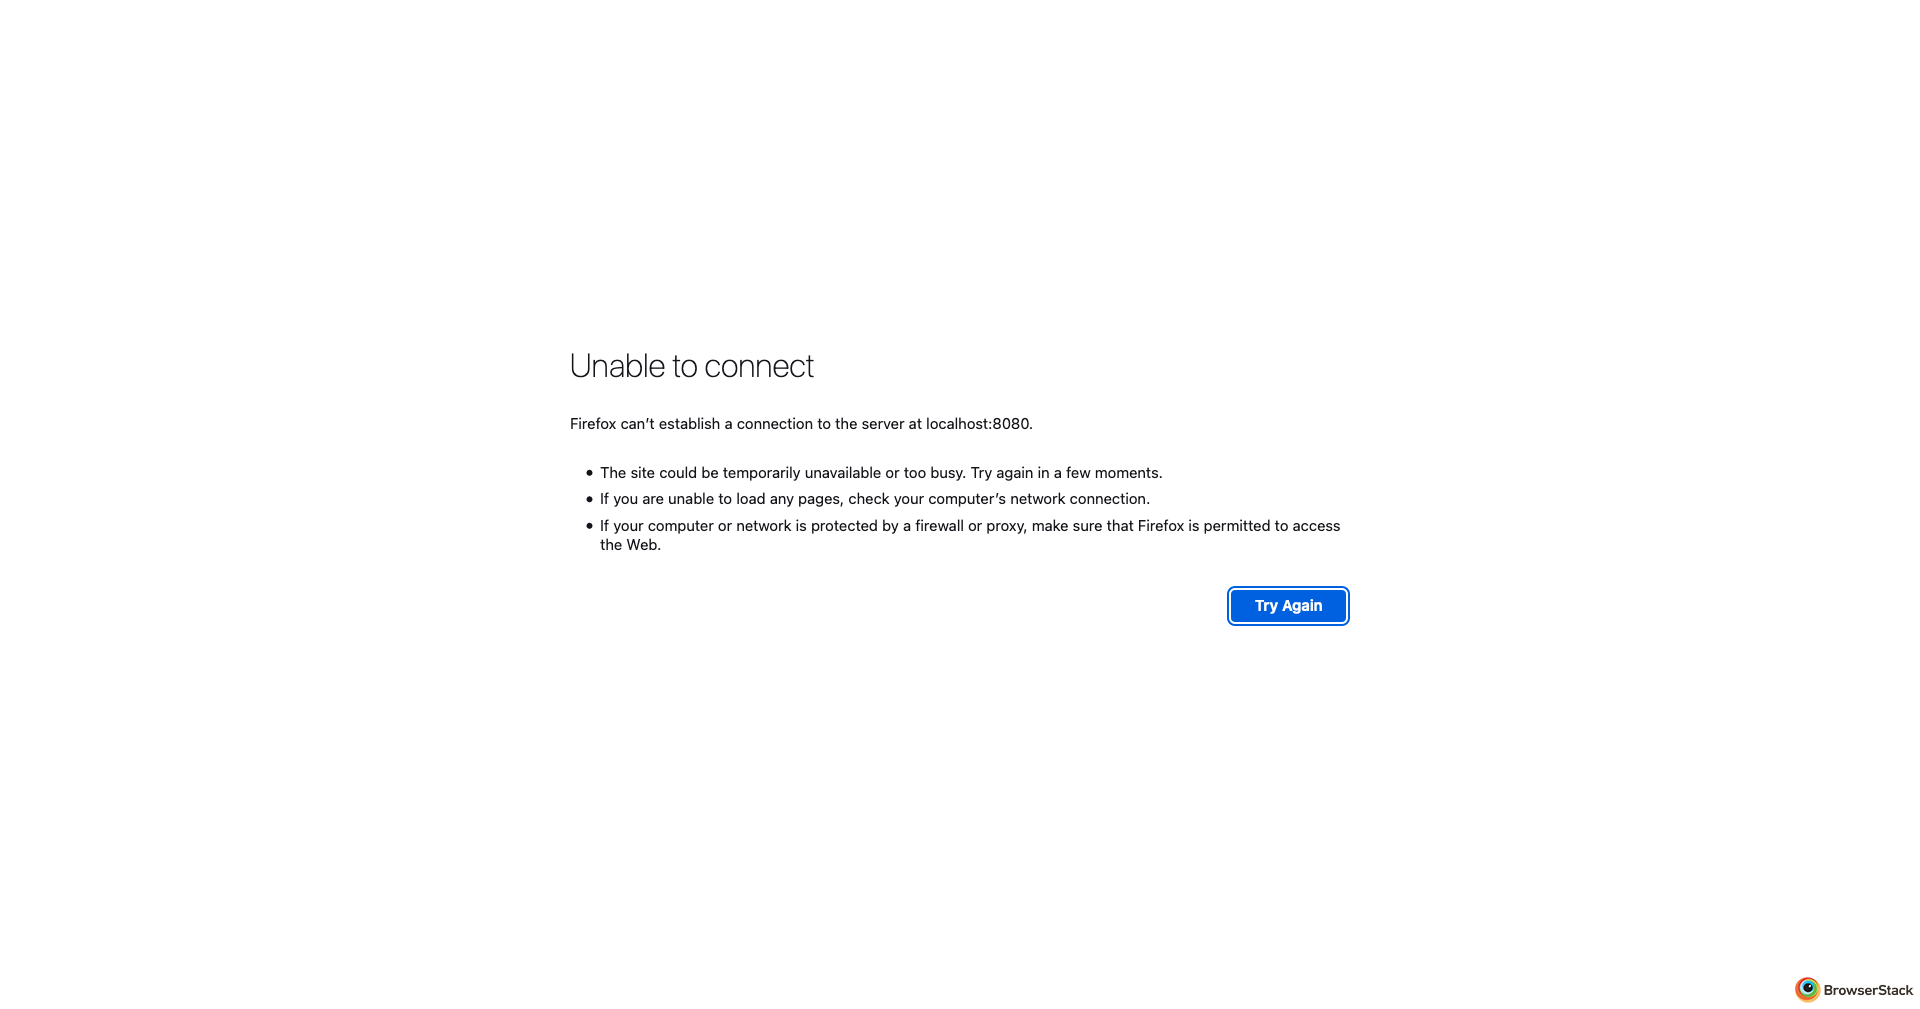 Unable to connect
Firefox can’t establish a connection to the server at localhost:8080.
• The site could be temporarily unavailable or too busy. Try again in a few moments.
• If you are unable to load any pages, check your computer’s network connection.
• If your computer or network is protected by a firewall or proxy, make sure that Firefox is permitted to access
the Web.
Try Again
BrowserStack